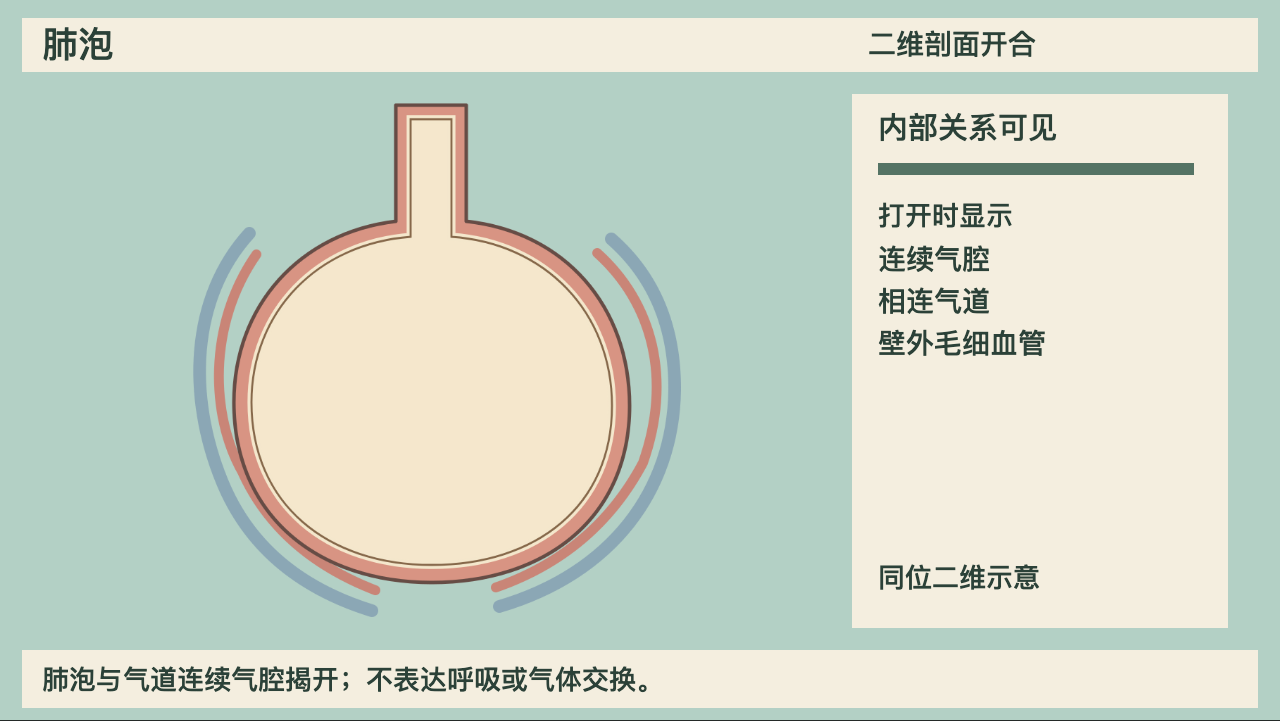 肺泡
二维剖面开合
内部关系可见
打开时显示
连续气腔
相连气道
壁外毛细血管
同位二维示意
肺泡与气道连续气腔揭开；不表达呼吸或气体交换。